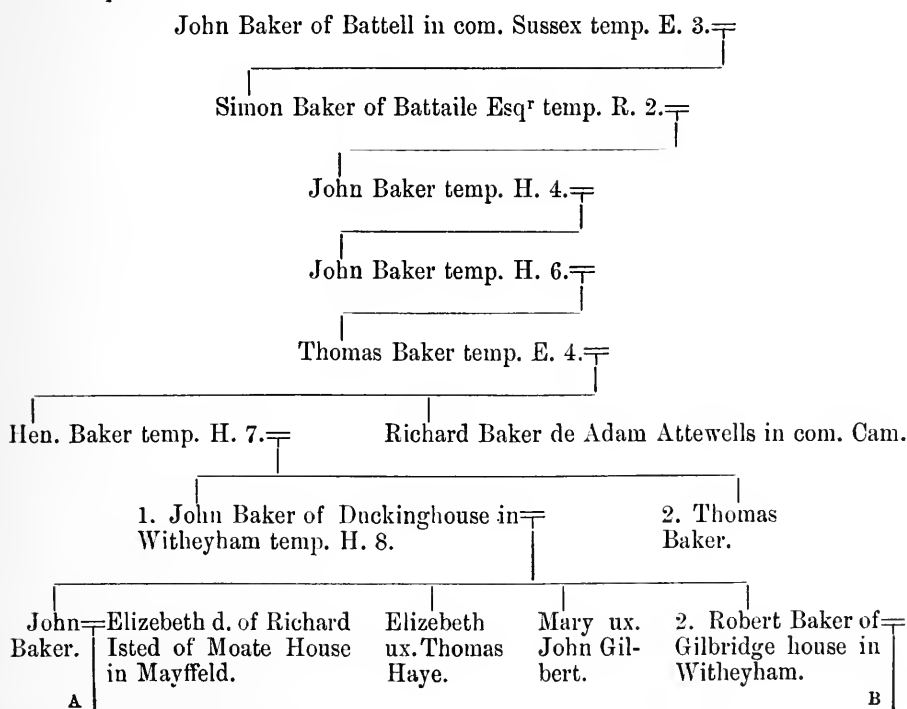 John Baker of Battell in com. Sussex temp. E. 3.
Simon Baker of Battaile Esqr temp. R. 2.
John Baker temp. H. 4.
John Baker temp. H. 6.
Thomas Baker temp. E. 4.
Hen. Baker temp. H. 7.
Richard Baker de Adam Attewells in com. Cam.
1. John Baker of Duckinghouse in
Witheyham temp. H. 8.
2. Thomas
Baker.
John
Baker.
Elizebeth d. of Richard
Isted of Moate House
in Mayffeld.
Elizebeth
ux. Thomas
Haye.
Mary ux.
John Gil-
bert.
2. Robert Baker of
Gilbridge house in
Witheyham.
A
B